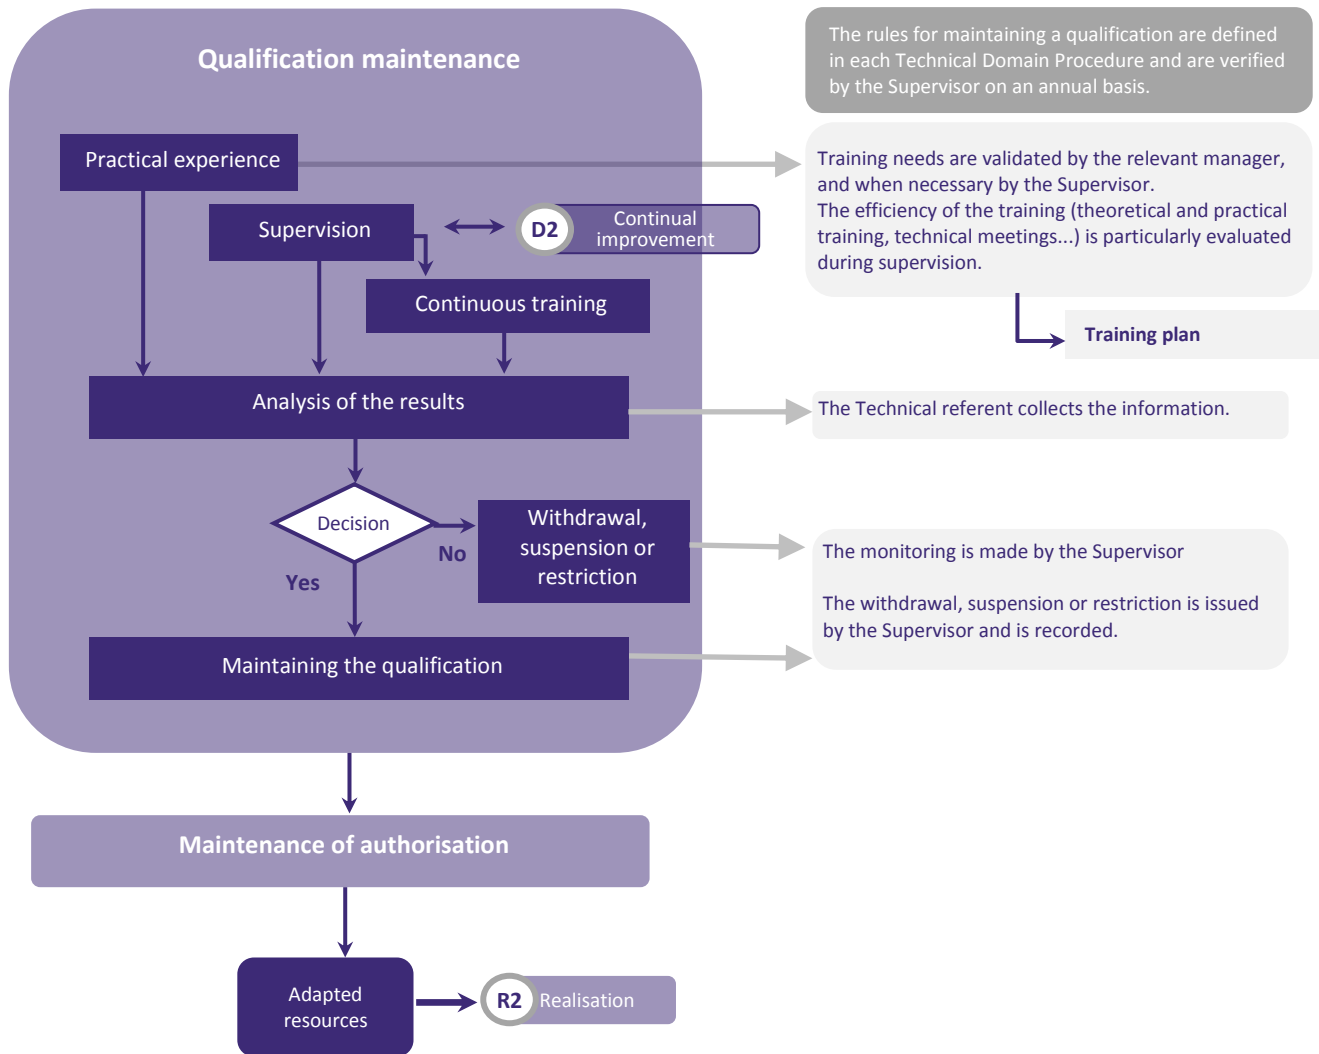 Qualification maintenance
The rules for maintaining a qualification are defined
in each Technical Domain Procedure and are verified
by the Supervisor on an annual basis.
Practical experience
Training needs are validated by the relevant manager,
and when necessary by the Supervisor.
The efficiency of the training (theoretical and practical
training, technical meetings...) is particularly evaluated
during supervision.
Supervision
D2
Continual
improvement
Continuous training
Training plan
Analysis of the results
The Technical referent collects the information.
Decision
No
Yes
Withdrawal,
suspension or
restriction
The monitoring is made by the Supervisor
The withdrawal, suspension or restriction is issued
by the Supervisor and is recorded.
Maintaining the qualification
Maintenance of authorisation
Adapted
resources
R2
Realisation